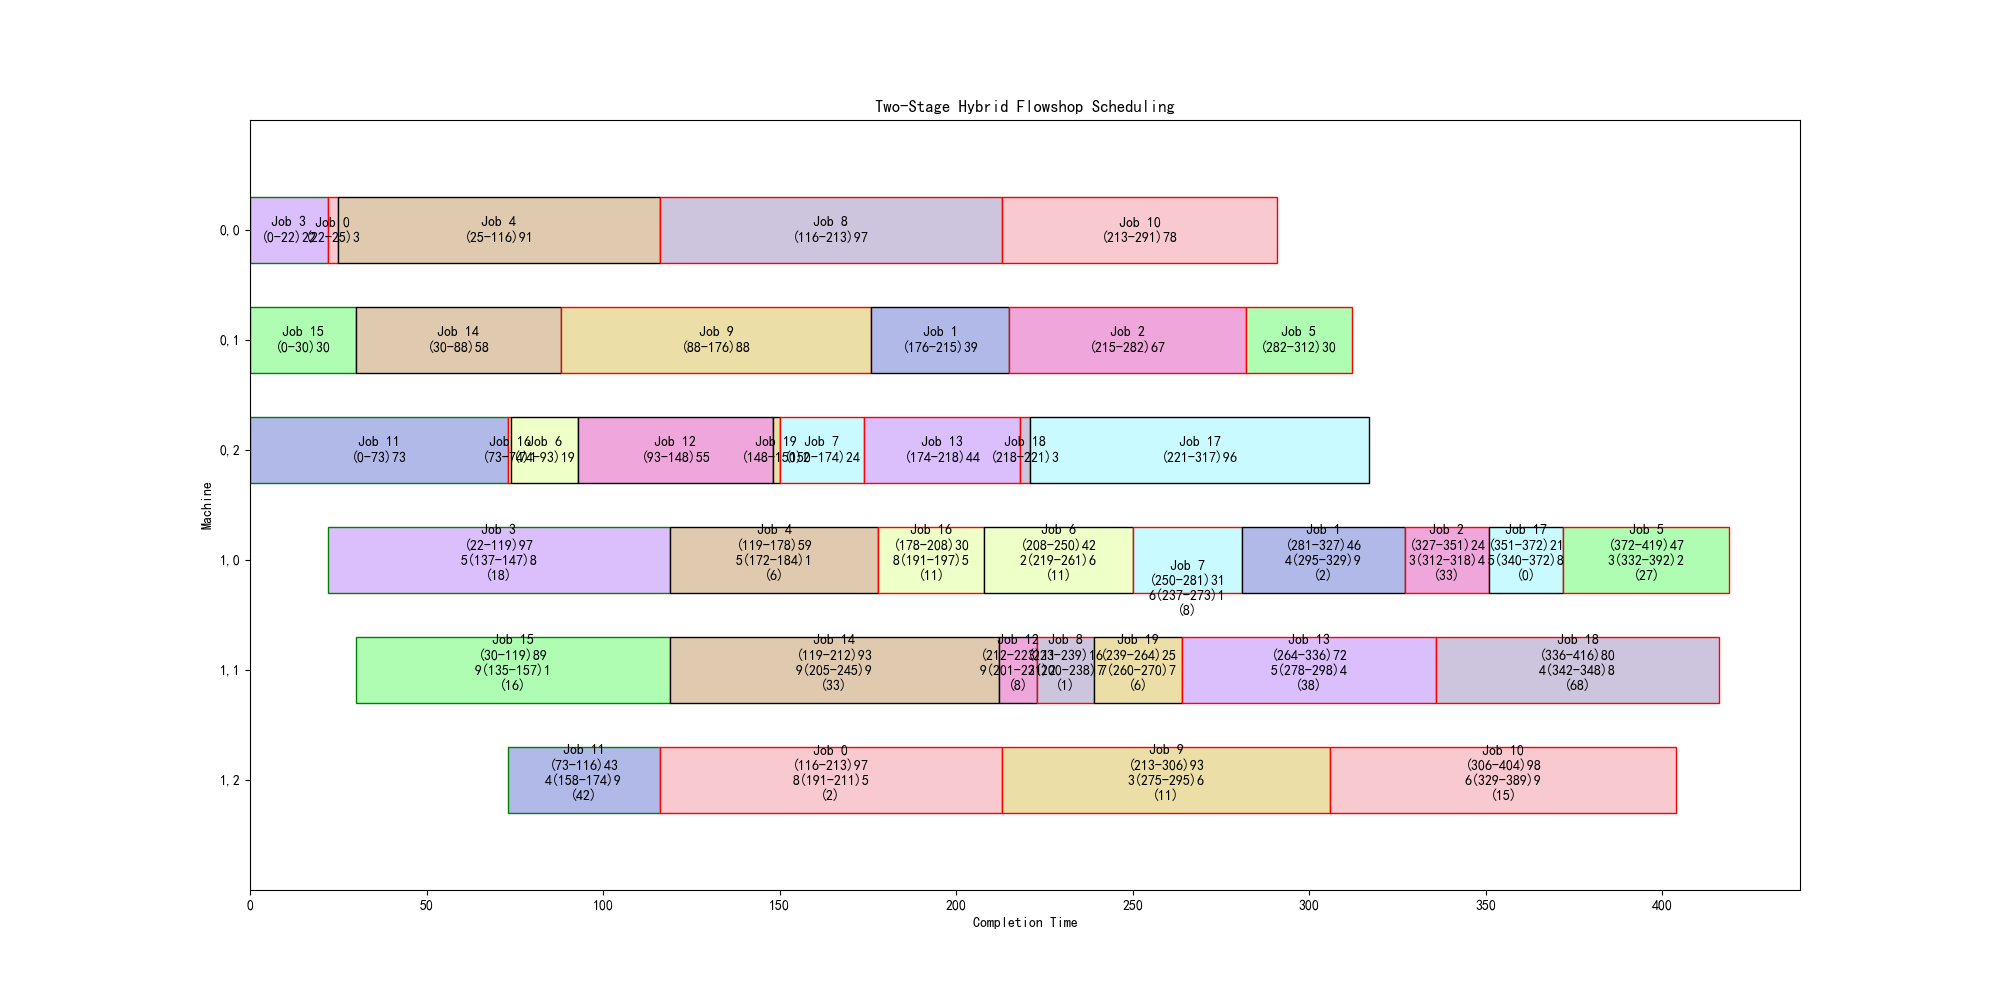 Two-Stage Hybrid Flowshop Scheduling
Machine
0,0
Job 3
(0-22)22
Job 0
(22-25)3
Job 4
(25-116)91
Job 8
(116-213)97
Job 10
(213-291)78
0,1
Job 15
(0-30)30
Job 14
(30-88)58
Job 9
(88-176)88
Job 1
(176-215)39
Job 2
(215-282)67
Job 5
(282-312)30
0,2
Job 11
(0-73)73
Job 16
(73-74)1
Job 6
(74-93)19
Job 12
(93-148)55
Job 19
(148-150)2
Job 7
(150-174)24
Job 13
(174-218)44
Job 18
(218-221)3
Job 17
(221-317)96
1,0
Job 3
(22-119)97
5(137-147)8
(18)
Job 4
(119-178)59
5(172-184)1
(6)
Job 16
(178-208)30
8(191-197)5
(11)
Job 6
(208-250)42
2(219-261)6
(11)
Job 7
(250-281)31
6(237-273)1
(8)
Job 1
(281-327)46
4(295-329)9
(2)
Job 2
(327-351)24
3(312-318)4
(33)
Job 17
(351-372)21
5(340-372)8
(0)
Job 5
(372-419)47
3(332-392)2
(27)
1,1
Job 15
(30-119)89
9(135-157)1
(16)
Job 14
(119-212)93
9(205-245)9
(33)
Job 12
(212-223)11
(8)
Job 8
(223-239)16
(1)
Job 19
(239-264)25
7(260-270)7
(6)
Job 13
(264-336)72
5(278-298)4
(38)
Job 18
(336-416)80
4(342-348)8
(68)
1,2
Job 11
(73-116)43
4(158-174)9
(42)
Job 0
(116-213)97
8(191-211)5
(2)
Job 9
(213-306)93
3(275-295)6
(11)
Job 10
(306-404)98
6(329-389)9
(15)
0 50 100 150 200 250 300 350 400
Completion Time